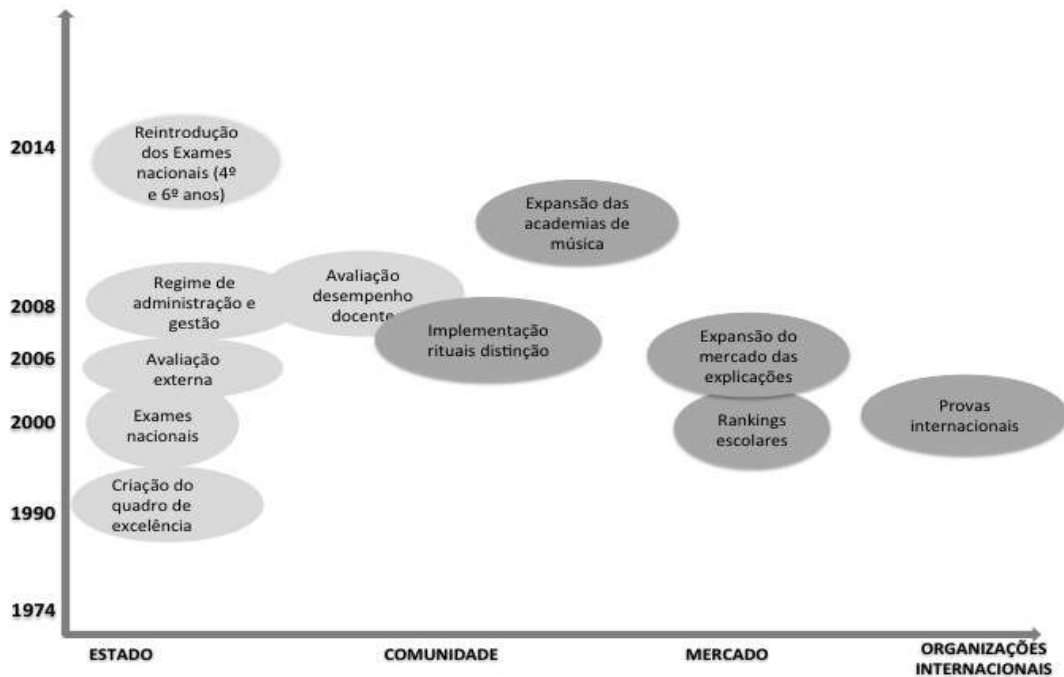 2014
Reintrodução
dos Exames
nacionais (4º
e 6º anos)
Expansão das
academias de
música
2008
Regime de
administração e
gestão
Avaliação
desempenho
docente
Implementação
rituais distinção
Expansão do
mercado das
explicações
2006
Avaliação
externa
2000
Exames
nacionais
Rankings
escolares
Provas
internacionais
1990
Criação do
quadro de
excelência
1974
ESTADO
COMUNIDADE
MERCADO
ORGANIZAÇÕES
INTERNACIONAIS